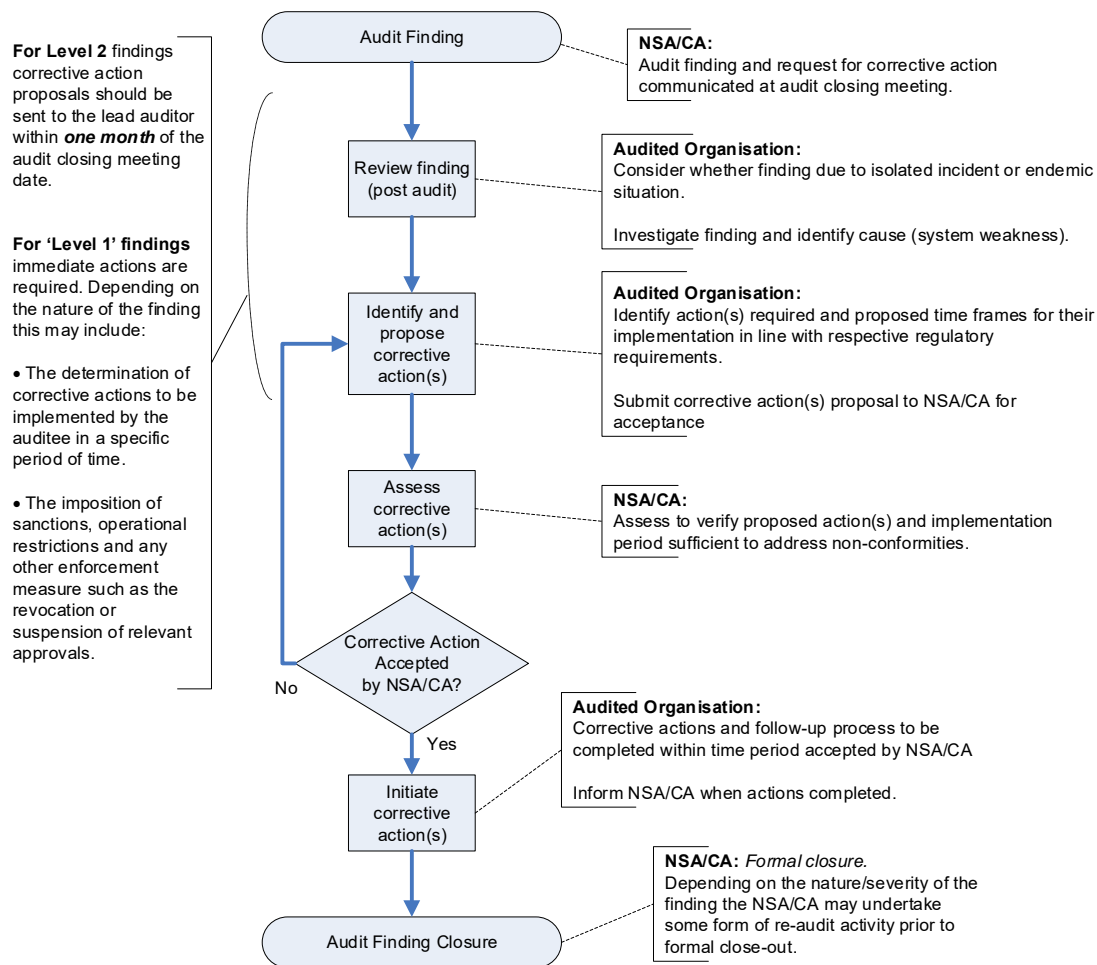 For Level 2 findings
corrective action
proposals should be
sent to the lead auditor
within one month of the
audit closing meeting
date.
For ‘Level 1’ findings
immediate actions are
required. Depending on
the nature of the finding
this may include:
• The determination of
corrective actions to be
implemented by the
auditee in a specific
period of time.
• The imposition of
sanctions, operational
restrictions and any
other enforcement
measure such as the
revocation or
suspension of relevant
approvals.
Audit Finding
NSA/CA:
Audit finding and request for corrective action
communicated at audit closing meeting.
Review finding
(post audit)
Audited Organisation:
Consider whether finding due to isolated incident or endemic
situation.
Investigate finding and identify cause (system weakness).
Identify and
propose
corrective
action(s)
Audited Organisation:
Identify action(s) required and proposed time frames for their
implementation in line with respective regulatory
requirements.
Submit corrective action(s) proposal to NSA/CA for
acceptance
Assess
corrective
action(s)
NSA/CA:
Assess to verify proposed action(s) and implementation
period sufficient to address non-conformities.
Corrective Action
Accepted
by NSA/CA?
No
Yes
Audited Organisation:
Corrective actions and follow-up process to be
completed within time period accepted by NSA/CA
Inform NSA/CA when actions completed.
Initiate
corrective
action(s)
NSA/CA: Formal closure.
Depending on the nature/severity of the
finding the NSA/CA may undertake
some form of re-audit activity prior to
formal close-out.
Audit Finding Closure